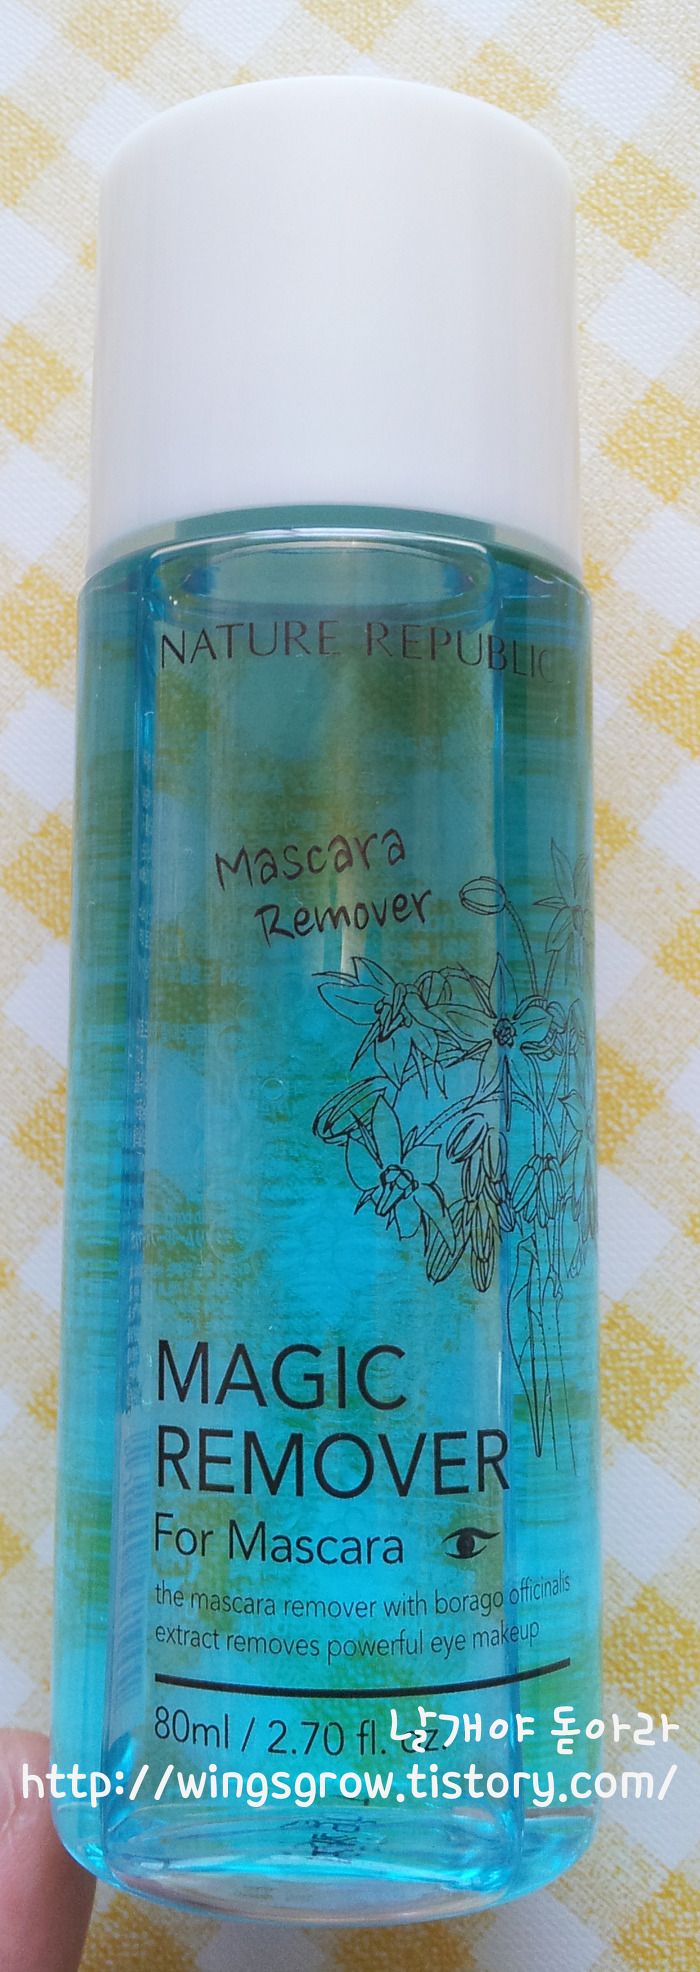 NATURE REPUBLIC
Mascara
Remover
MAGIC
REMOVER
For Mascara
the mascara remover with borago officinalis
extract removes powerful eye makeup
80ml / 2.70 fl. oz.
날개야 돋아라
http://wingsgrow.tistory.com/